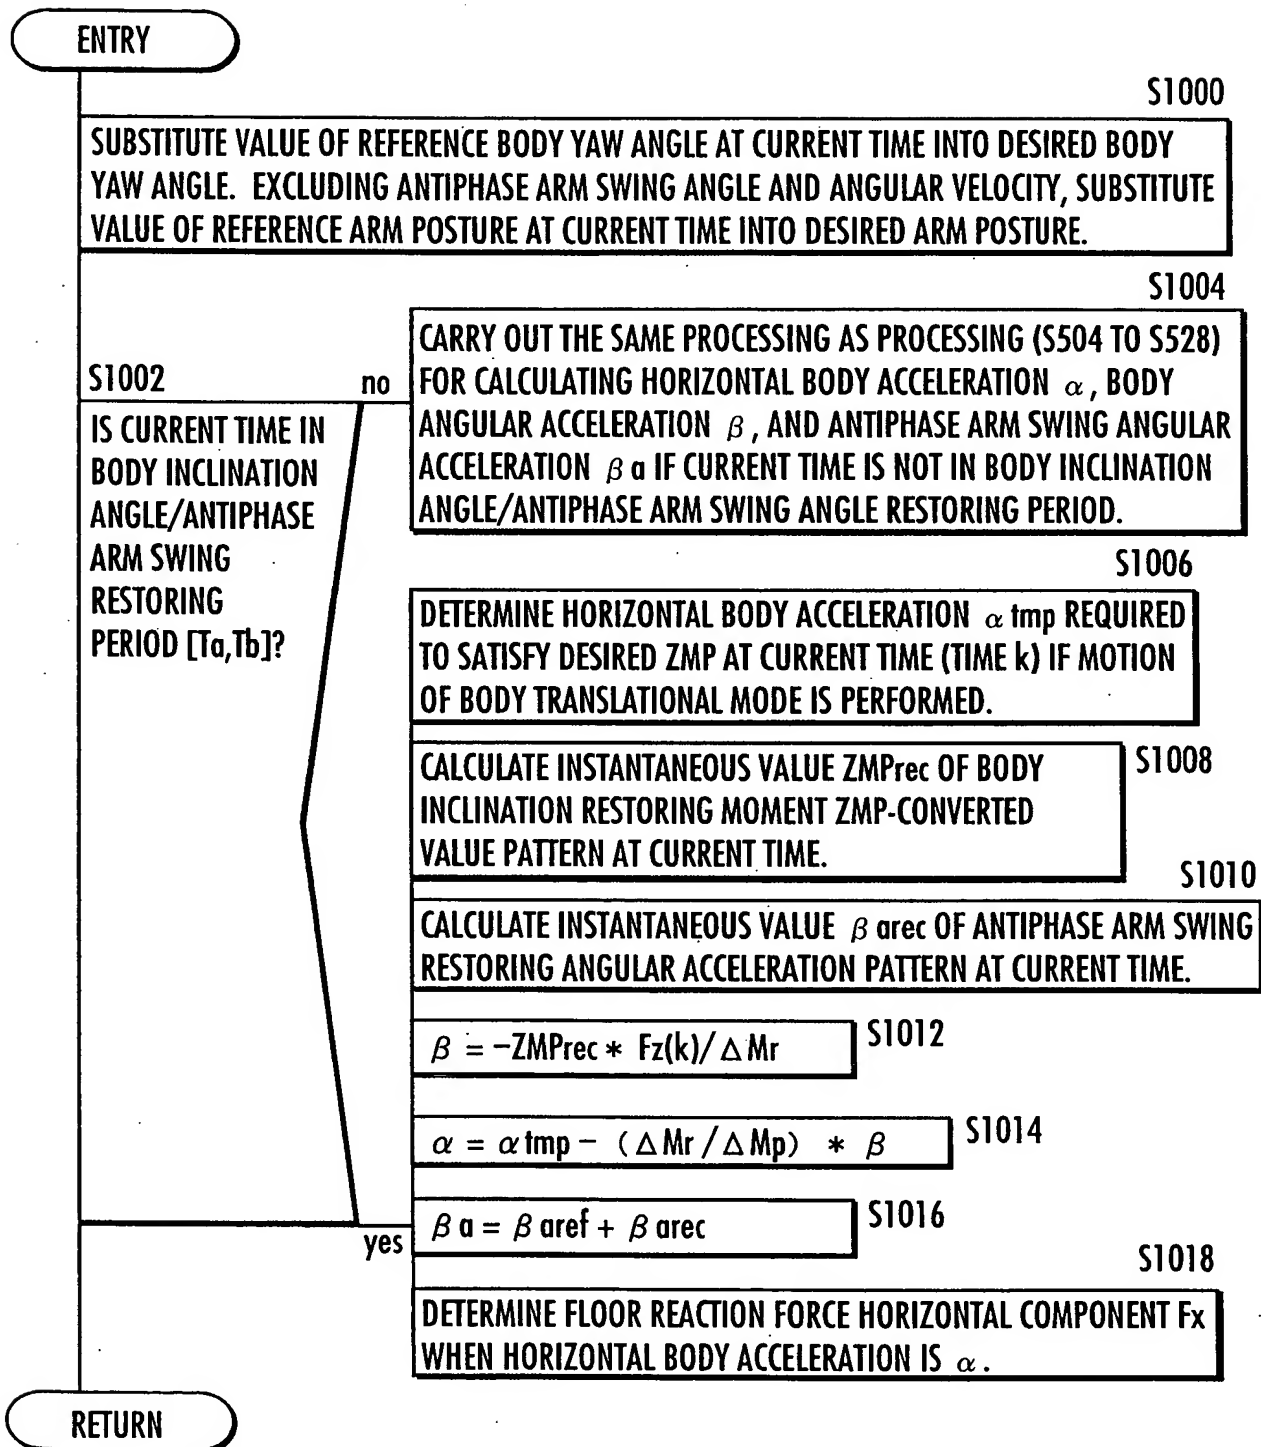 ENTRY
S1000
SUBSTITUTE VALUE OF REFERENCE BODY YAW ANGLE AT CURRENT TIME INTO DESIRED BODY
YAW ANGLE. EXCLUDING ANTIPHASE ARM SWING ANGLE AND ANGULAR VELOCITY, SUBSTITUTE
VALUE OF REFERENCE ARM POSTURE AT CURRENT TIME INTO DESIRED ARM POSTURE.
S1002
IS CURRENT TIME IN
BODY INCLINATION
ANGLE/ANTIPHASE
ARM SWING
RESTORING
PERIOD [Ta,Tb]?
no
S1004
CARRY OUT THE SAME PROCESSING AS PROCESSING (S504 TO S528)
FOR CALCULATING HORIZONTAL BODY ACCELERATION α, BODY
ANGULAR ACCELERATION β, AND ANTIPHASE ARM SWING ANGULAR
ACCELERATION β a IF CURRENT TIME IS NOT IN BODY INCLINATION
ANGLE/ANTIPHASE ARM SWING ANGLE RESTORING PERIOD.
S1006
DETERMINE HORIZONTAL BODY ACCELERATION α tmp REQUIRED
TO SATISFY DESIRED ZMP AT CURRENT TIME (TIME k) IF MOTION
OF BODY TRANSLATIONAL MODE IS PERFORMED.
S1008
CALCULATE INSTANTANEOUS VALUE ZMPrec OF BODY
INCLINATION RESTORING MOMENT ZMP-CONVERTED
VALUE PATTERN AT CURRENT TIME.
S1010
CALCULATE INSTANTANEOUS VALUE β arec OF ANTIPHASE ARM SWING
RESTORING ANGULAR ACCELERATION PATTERN AT CURRENT TIME.
β = -ZMPrec * Fz(k)/ΔMr
S1012
α = α tmp - (ΔMr/ΔMp) * β
S1014
β a = β aref + β arec
S1016
yes
S1018
DETERMINE FLOOR REACTION FORCE HORIZONTAL COMPONENT Fx
WHEN HORIZONTAL BODY ACCELERATION IS α.
RETURN